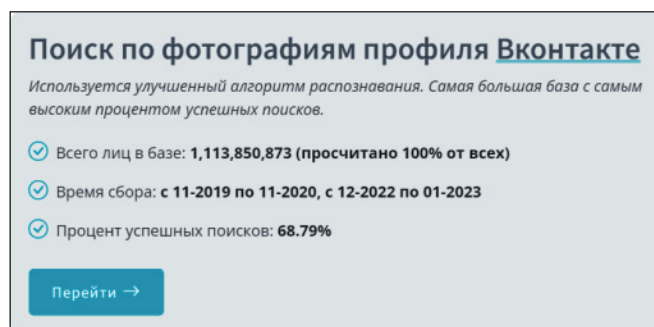 Поиск по фотографиям профиля Вконтакте
Используется улучшенный алгоритм распознавания. Самая большая база с самым
высоким процентом успешных поисков.
Всего лиц в базе: 1,113,850,873 (просчитано 100% от всех)
Время сбора: с 11-2019 по 11-2020, с 12-2022 по 01-2023
Процент успешных поисков: 68.79%
Перейти →